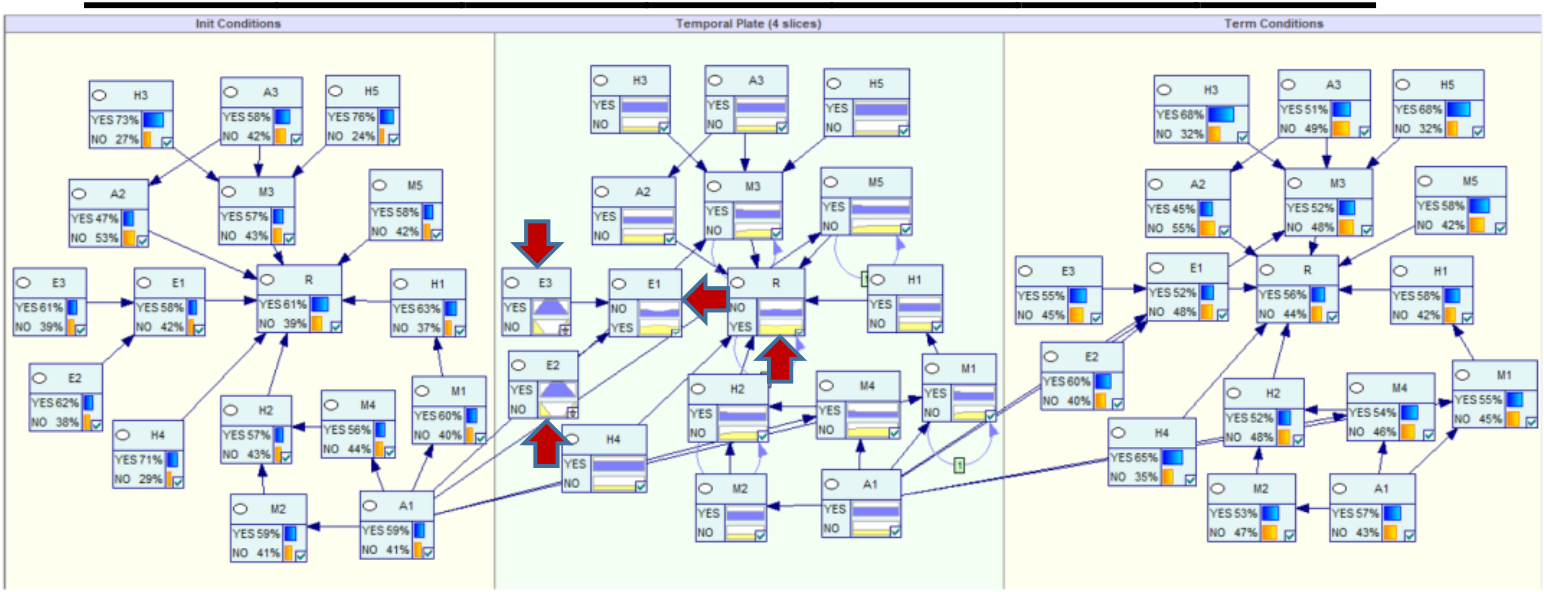 Init Conditions
Temporal Plate (4 slices)
Term Conditions
H3
YES 73%
NO 27%
A3
YES 58%
NO 42%
H5
YES 76%
NO 24%
A2
YES 47%
NO 53%
M3
YES 57%
NO 43%
M5
YES 58%
NO 42%
E3
YES 61%
NO 39%
E1
YES 58%
NO 42%
R
YES 61%
NO 39%
H1
YES 63%
NO 37%
E2
YES 62%
NO 38%
H4
YES 71%
NO 29%
H2
YES 57%
NO 43%
M4
YES 56%
NO 44%
M1
YES 60%
NO 40%
M2
YES 59%
NO 41%
A1
YES 59%
NO 41%
H3
YES
NO
A3
YES
NO
H5
YES
NO
A2
YES
NO
M3
YES
NO
M5
YES
NO
E3
YES
NO
E1
NO
YES
R
NO
YES
1
H1
YES
NO
E2
YES
NO
H2
YES
NO
M4
YES
NO
M1
YES
NO
H4
YES
NO
M2
YES
NO
A1
YES
NO
1
H3
YES 68%
NO 32%
A3
YES 51%
NO 49%
H5
YES 68%
NO 32%
A2
YES 45%
NO 55%
M3
YES 52%
NO 48%
M5
YES 58%
NO 42%
E3
YES 55%
NO 45%
E1
YES 52%
NO 48%
R
YES 56%
NO 44%
H1
YES 58%
NO 42%
E2
YES 60%
NO 40%
H4
YES 65%
NO 35%
H2
YES 52%
NO 48%
M4
YES 54%
NO 46%
M1
YES 55%
NO 45%
M2
YES 53%
NO 47%
A1
YES 57%
NO 43%